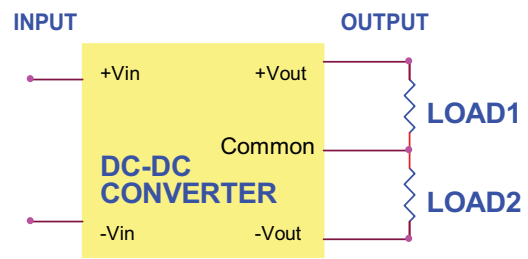 INPUT
OUTPUT
+Vin
+Vout
LOAD1
Common
DC-DC
CONVERTER
LOAD2
-Vin
-Vout